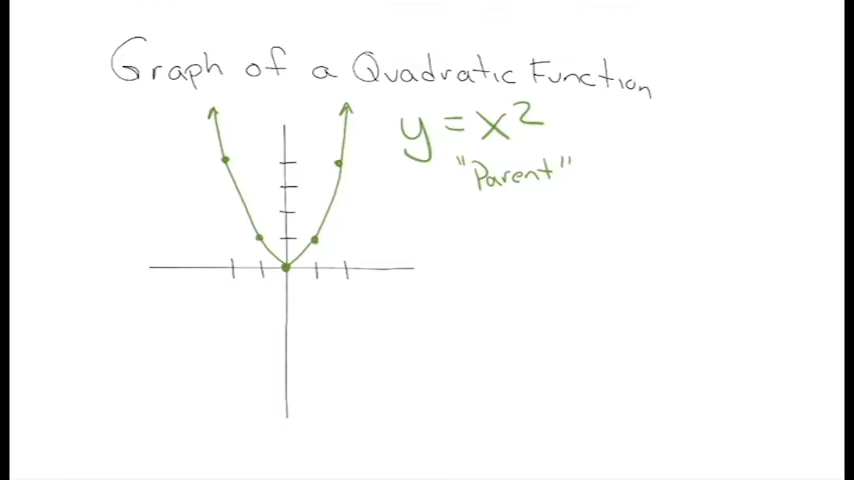 Graph of a Quadratic Function
y = x²
"Parent"